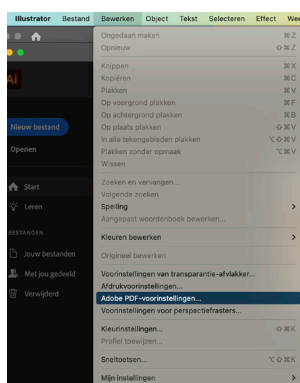 Illustrator Bestand Bewerken Object Tekst Selecteren Effect
Ai
Nieuw bestand
Openen
Start
Leren
BESTANDEN
Jouw bestanden
Met jou gedeeld
Verwijderd
Ongedaan maken ⌘Z
Opnieuw ⇧⌘Z
Knippen ⌘X
Kopiëren ⌘C
Plakken ⌘V
Op voorgrond plakken ⌘F
Op achtergrond plakken ⌘B
Op plaats plakken ⇧⌘V
In alle tekengebieden plakken ⌥⇧⌘V
Plakken zonder opmaak ⌥⌘V
Wissen
Zoeken en vervangen...
Volgende zoeken
Spelling
Aangepast woordenboek bewerken...
Kleuren bewerken
Origineel bewerken
Voorinstellingen van transparantie-afvlakker...
Afdrukvoorinstellingen...
Adobe PDF-voorinstellingen...
Voorinstellingen voor perspectiefrasters...
Kleurinstellingen... ⇧⌘K
Profiel toewijzen...
Sneltoetsen... ⌥⇧⌘K
Mijn instellingen